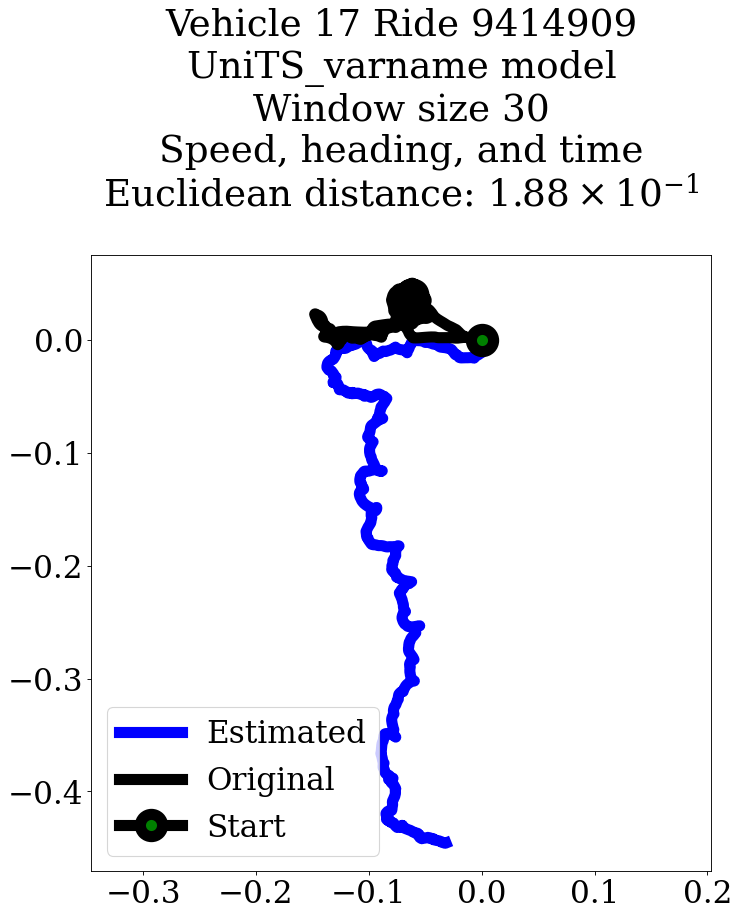 Vehicle 17 Ride 9414909
UniTS_varname model
Window size 30
Speed, heading, and time
Euclidean distance: 1.88 × 10⁻¹
0.0
−0.1
−0.2
−0.3
−0.4
Estimated
Original
Start
−0.3 −0.2 −0.1 0.0 0.1 0.2